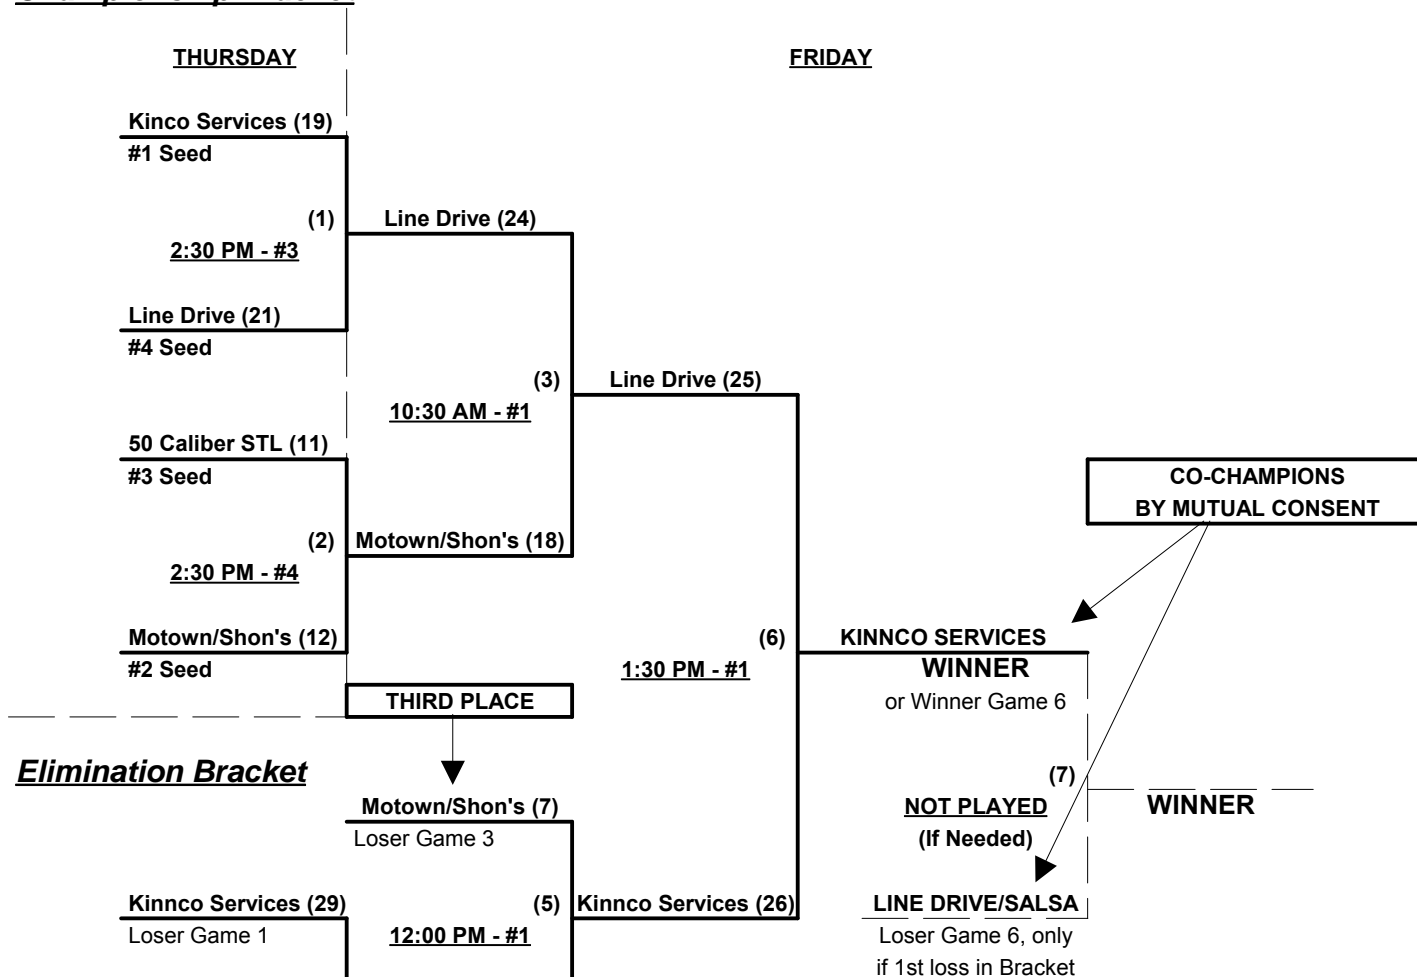 THURSDAY
FRIDAY
Kinco Services (19)
#1 Seed
(1)
Line Drive (24)
2:30 PM - #3
Line Drive (21)
#4 Seed
(3)
Line Drive (25)
10:30 AM - #1
50 Caliber STL (11)
#3 Seed
CO-CHAMPIONS
BY MUTUAL CONSENT
(2)
Motown/Shon's (18)
2:30 PM - #4
Motown/Shon's (12)
#2 Seed
(6)
KINNCO SERVICES
1:30 PM - #1
WINNER
or Winner Game 6
THIRD PLACE
Elimination Bracket
(7)
WINNER
NOT PLAYED
(If Needed)
Motown/Shon's (7)
Loser Game 3
Kinnco Services (29)
Loser Game 1
(5)
Kinnco Services (26)
12:00 PM - #1
LINE DRIVE/SALSA
Loser Game 6, only
if 1st loss in Bracket